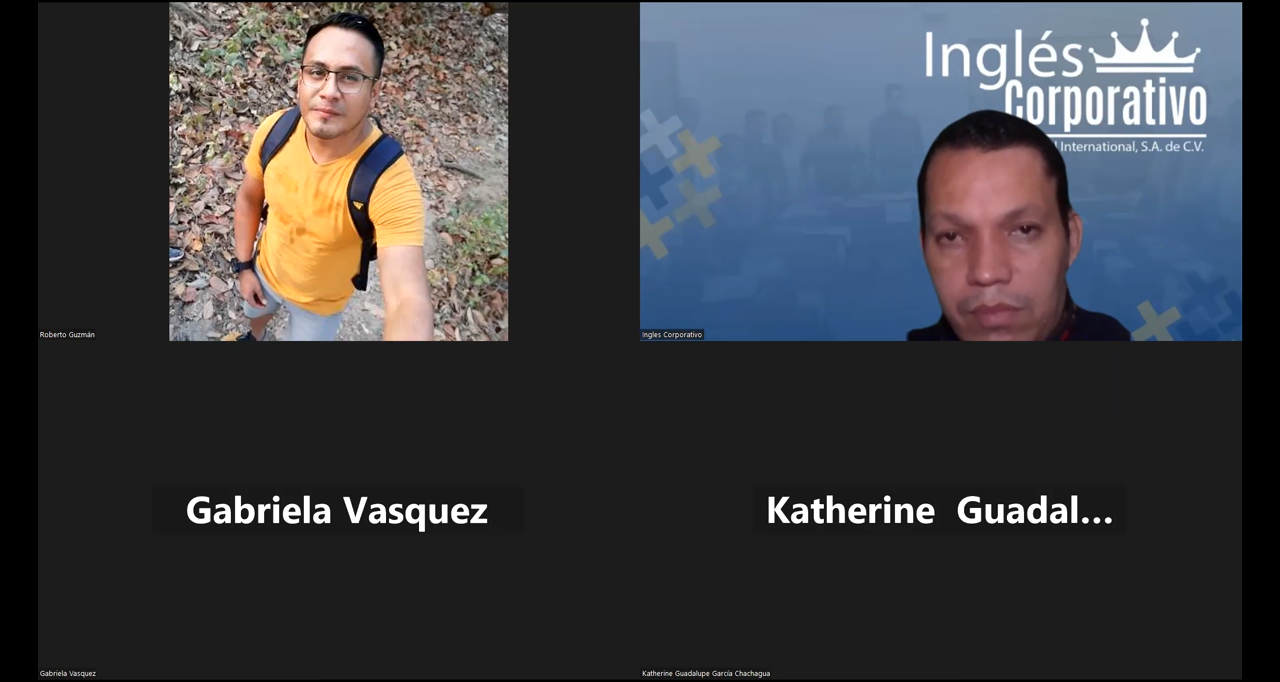 Inglés
Corporativo
l International, S.A. de C.V.
Roberto Guzmán
Ingles Corporativo
Gabriela Vasquez
Katherine Guadal...
Gabriela Vasquez
Katherine Guadalupe García Chachagua